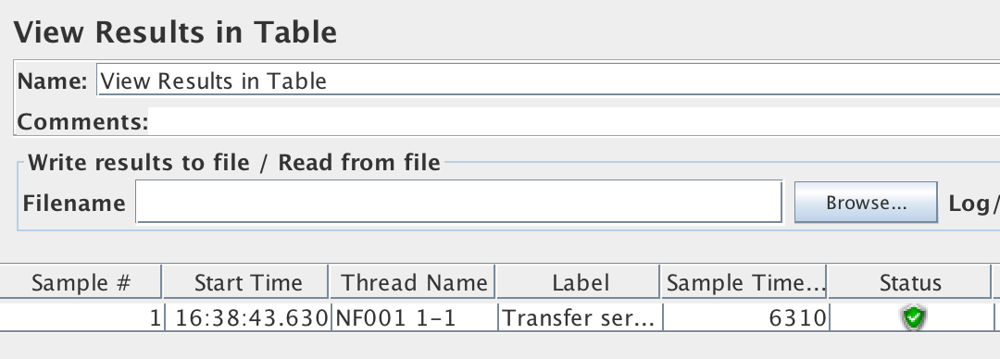 View Results in Table
Name: View Results in Table
Comments:
Write results to file / Read from file
Filename Browse... Log/
Sample # Start Time Thread Name Label Sample Time... Status
1 16:38:43.630 NF001 1-1 Transfer ser... 6310